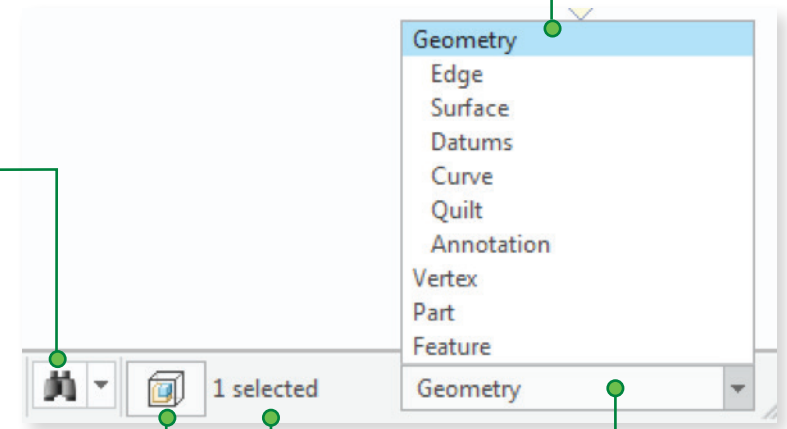 Geometry
Edge
Surface
Datums
Curve
Quilt
Annotation
Vertex
Part
Feature
1 selected
Geometry